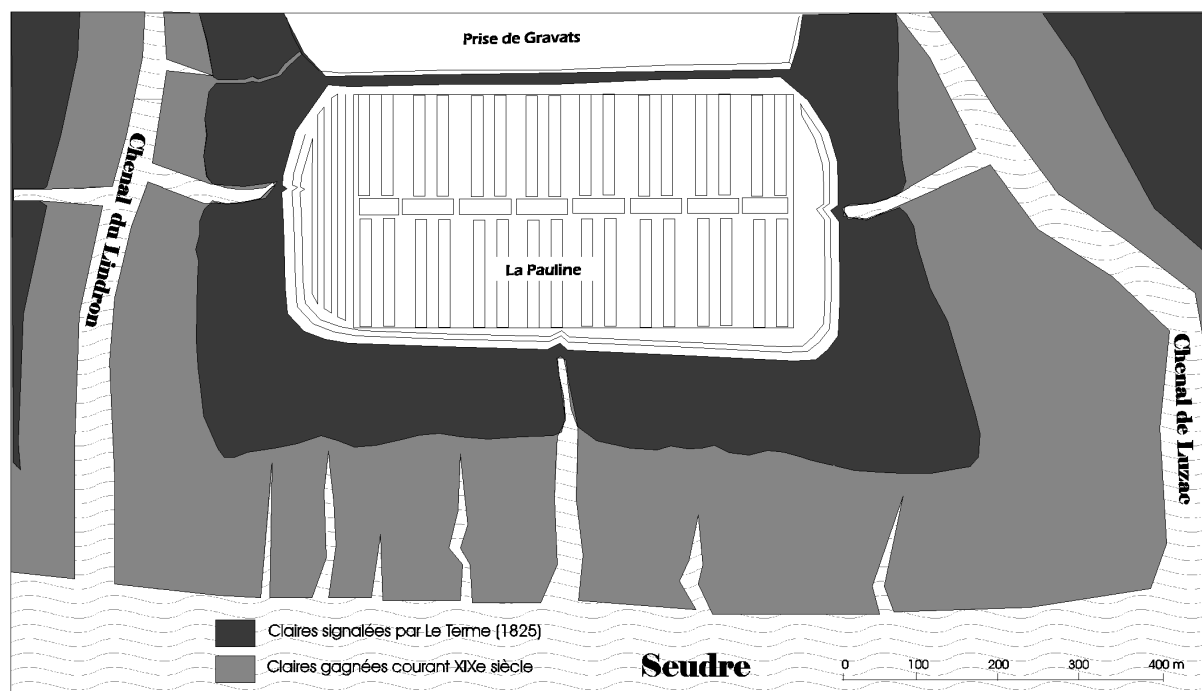 Prise de Gravats
Chenal du Lindron
La Pauline
Chenal de Luzac
Claires signalées par Le Terme (1825)
Claires gagnées courant XIXe siècle
Seudre
0 100 200 300 400 m